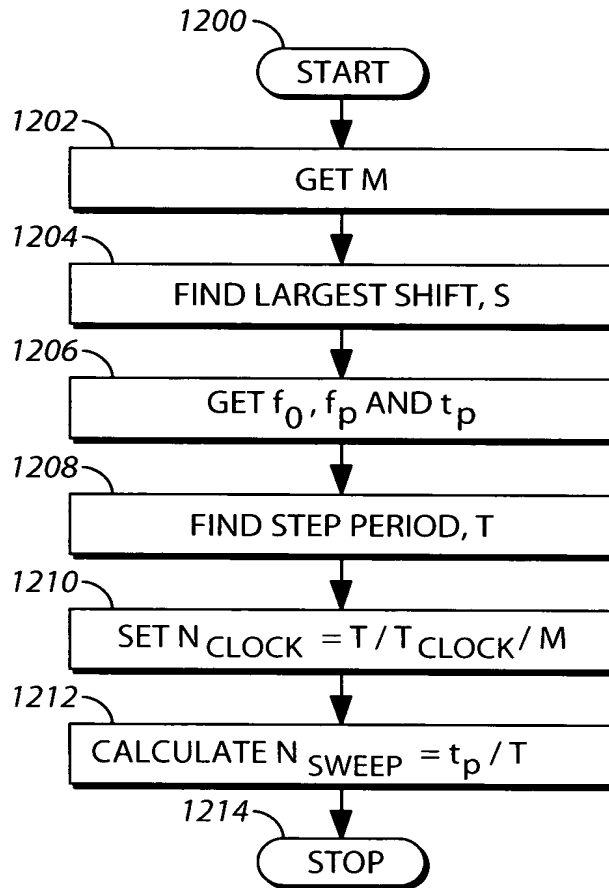 1200
START
1202
GET M
1204
FIND LARGEST SHIFT, S
1206
GET f0, fp AND tp
1208
FIND STEP PERIOD, T
1210
SET NCLOCK = T / TCLOCK / M
1212
CALCULATE NSWEEP = tp / T
1214
STOP